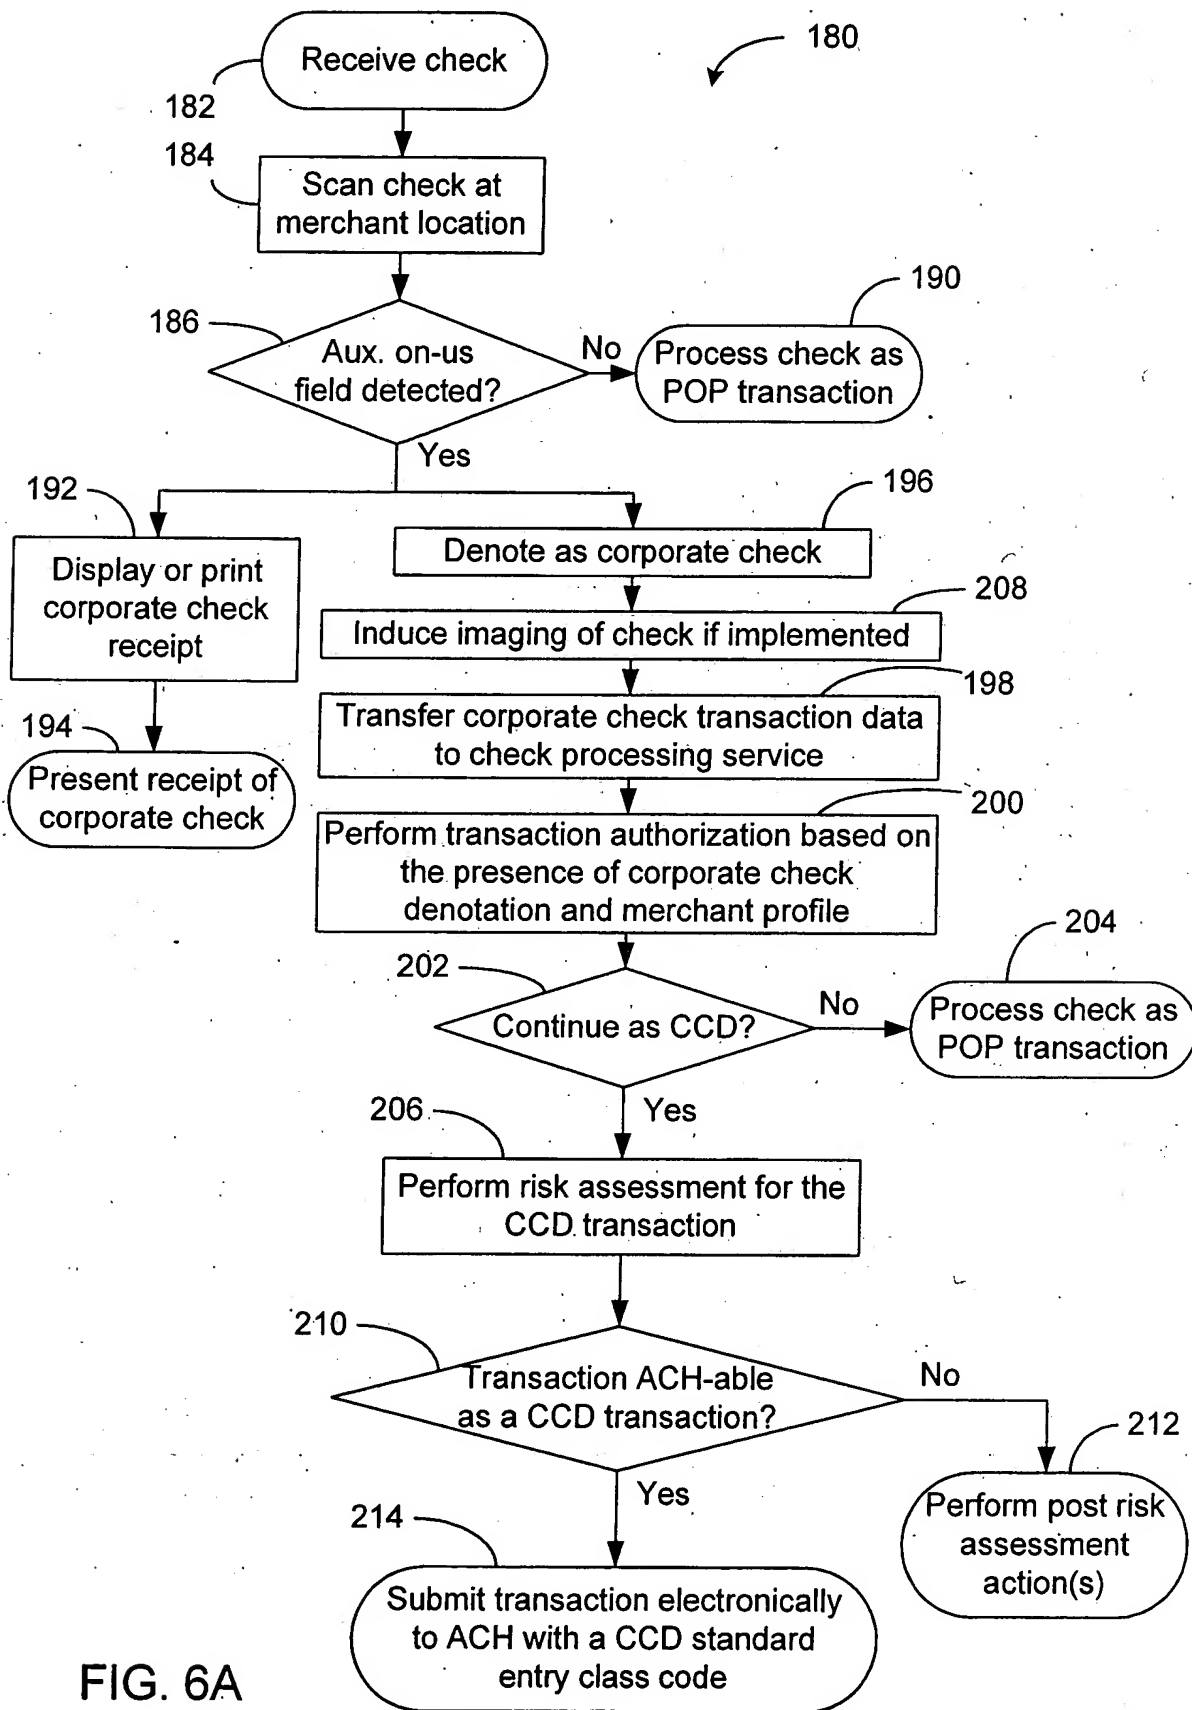 180
Receive check
182
184
Scan check at
merchant location
190
186
Aux. on-us
field detected?
No
Process check as
POP transaction
Yes
192
196
Display or print
corporate check
receipt
Denote as corporate check
208
Induce imaging of check if implemented
198
Transfer corporate check transaction data
to check processing service
194
Present receipt of
corporate check
200
Perform transaction authorization based on
the presence of corporate check
denotation and merchant profile
204
202
Continue as CCD?
No
Process check as
POP transaction
Yes
206
Perform risk assessment for the
CCD transaction
210
Transaction ACH-able
as a CCD transaction?
No
212
Yes
Perform post risk
assessment
action(s)
214
Submit transaction electronically
to ACH with a CCD standard
entry class code
FIG. 6A